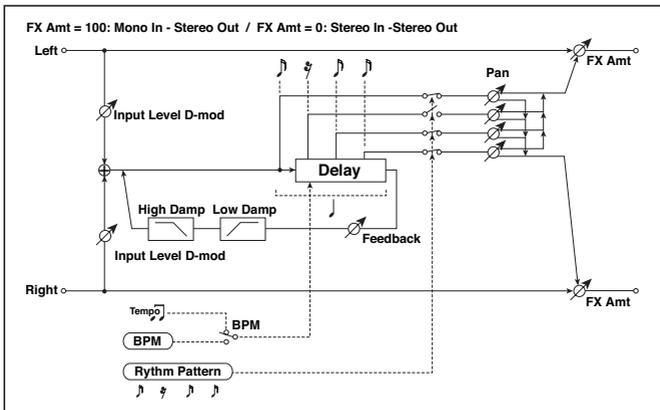 FX Amt = 100: Mono In - Stereo Out / FX Amt = 0: Stereo In -Stereo Out
Left
FX Amt
Pan
Input Level D-mod
Delay
High Damp Low Damp
Feedback
Input Level D-mod
Right
FX Amt
Tempo
BPM
BPM
Rythm Pattern